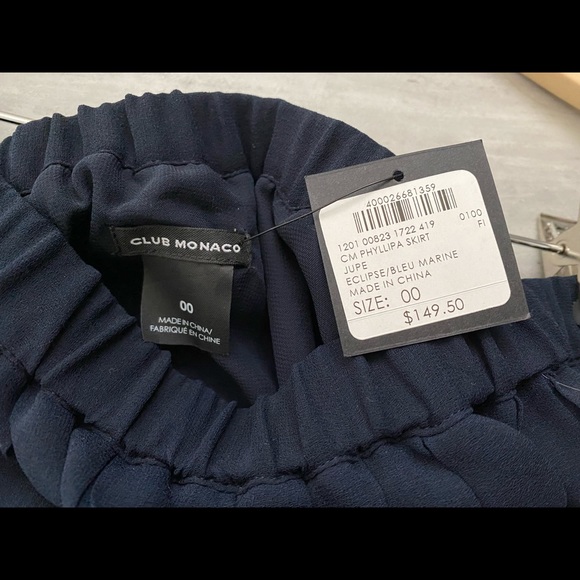 CLUB MONACO
00
MADE IN CHINA/
FABRIQUÉ EN CHINE
400026681359
1201 00823 1722 419 0100
CM PHYLLIPA SKIRT FI
JUPE
ECLIPSE/BLEU MARINE
MADE IN CHINA
SIZE: 00
$149.50